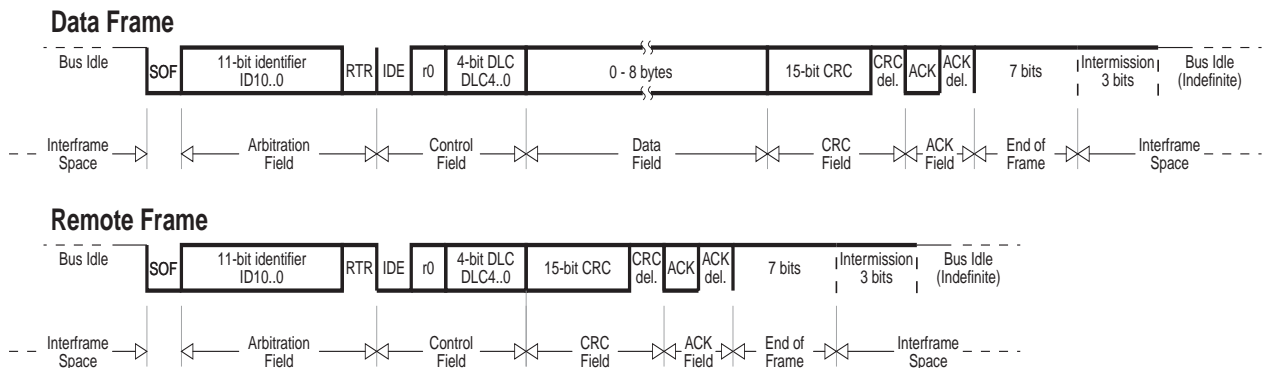 Data Frame
Bus Idle
SOF
11-bit identifier
ID10..0
RTR
IDE
r0
4-bit DLC
DLC4..0
0 - 8 bytes
15-bit CRC
CRC
del.
ACK
ACK
del.
7 bits
Intermission
3 bits
Bus Idle
(Indefinite)
Interframe
Space
Arbitration
Field
Control
Field
Data
Field
CRC
Field
ACK
Field
End of
Frame
Interframe
Space
Remote Frame
Bus Idle
SOF
11-bit identifier
ID10..0
RTR
IDE
r0
4-bit DLC
DLC4..0
15-bit CRC
CRC
del.
ACK
ACK
del.
7 bits
Intermission
3 bits
Bus Idle
(Indefinite)
Interframe
Space
Arbitration
Field
Control
Field
CRC
Field
ACK
Field
End of
Frame
Interframe
Space